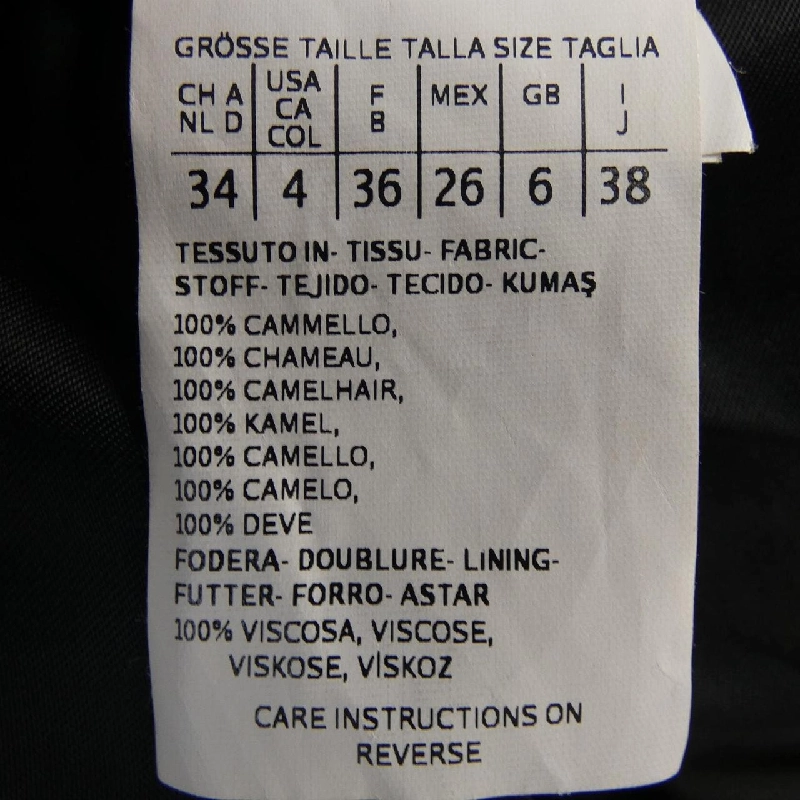 GRÖSSE TAILLE TALLA SIZE TAGLIA
CH A NL D | USA CA COL | F B | MEX | GB | I J
34 | 4 | 36 | 26 | 6 | 38
TESSUTO IN- TISSU- FABRIC-
STOFF- TEJIDO- TECIDO- KUMAŞ
100% CAMMELLO,
100% CHAMEAU,
100% CAMELHAIR,
100% KAMEL,
100% CAMELLO,
100% CAMELO,
100% DEVE
FODERA- DOUBLURE- LiNING-
FUTTER- FORRO- ASTAR
100% VISCOSA, VISCOSE,
VISKOSE, VİSKOZ
CARE INSTRUCTIONS ON
REVERSE